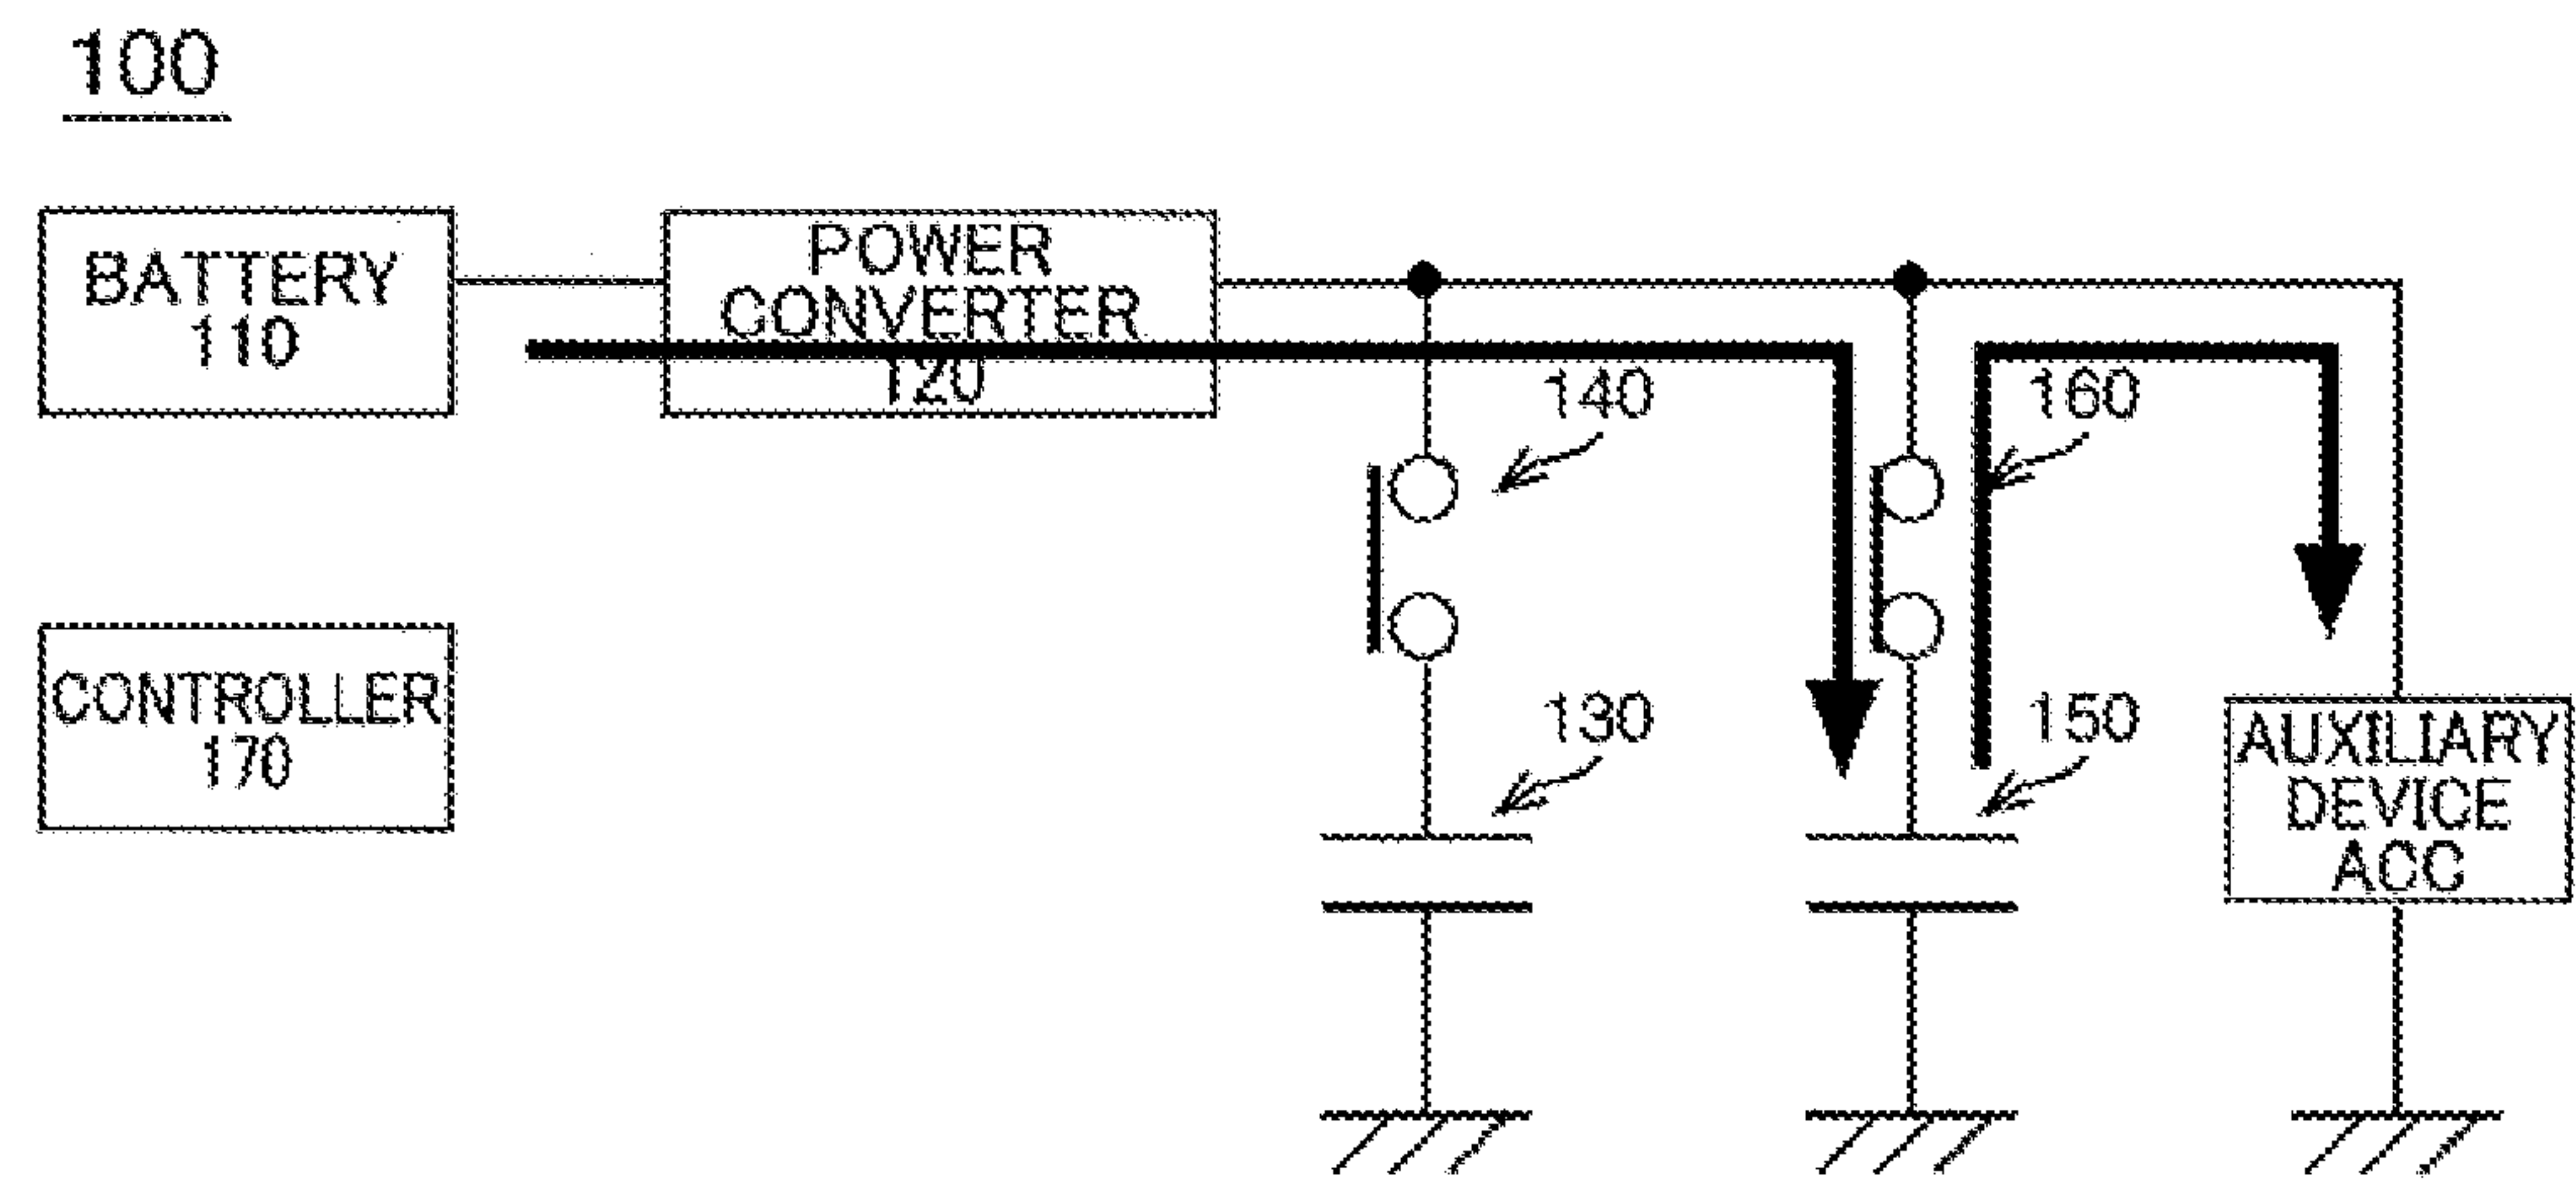 100
BATTERY
110
POWER
CONVERTER
120
140
160
CONTROLLER
170
130
150
AUXILIARY
DEVICE
ACC